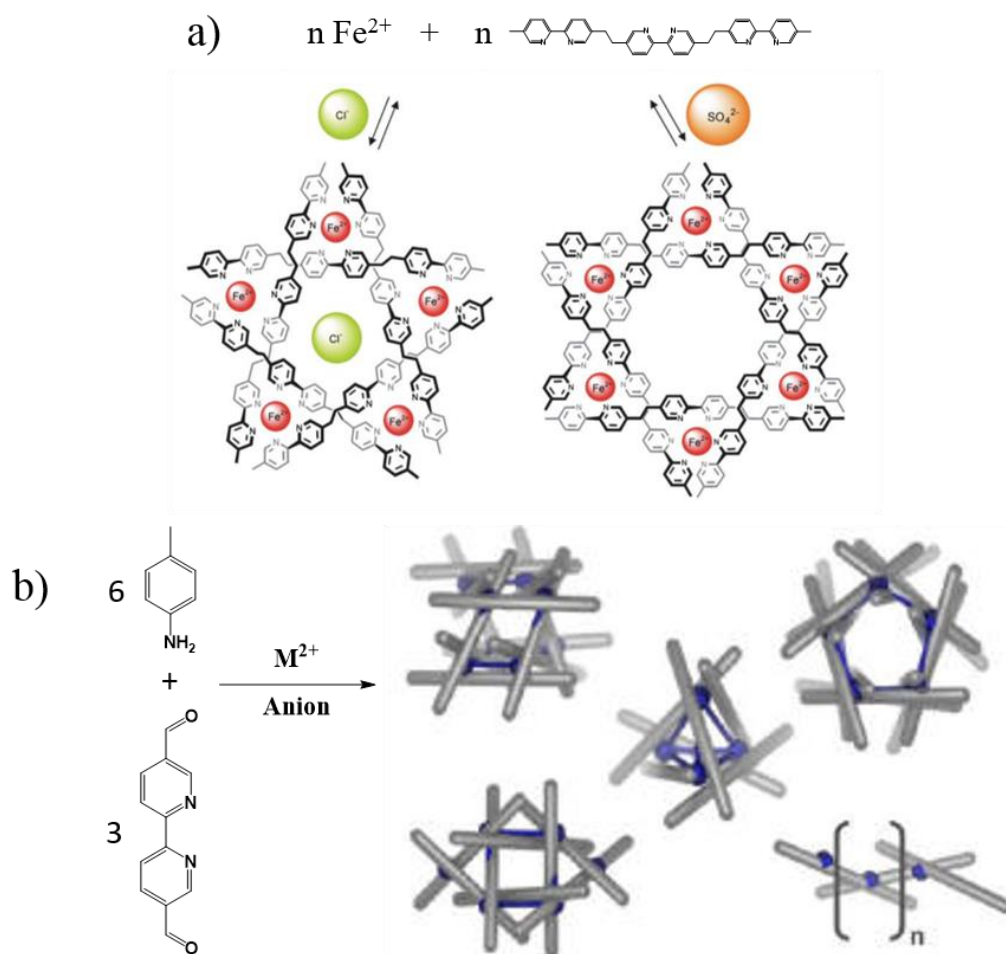 a) n Fe²⁺ + n
N N N N N N
Cl⁻ SO₄²⁻
N N N N
Fe²⁺ Fe²⁺
Fe²⁺ Fe²⁺ Fe²⁺ Fe²⁺
Cl⁻
Fe²⁺ Fe²⁺ Fe²⁺ Fe²⁺
Fe²⁺
b) 6
NH₂
+
M²⁺
Anion
O
N
3
N
O
n